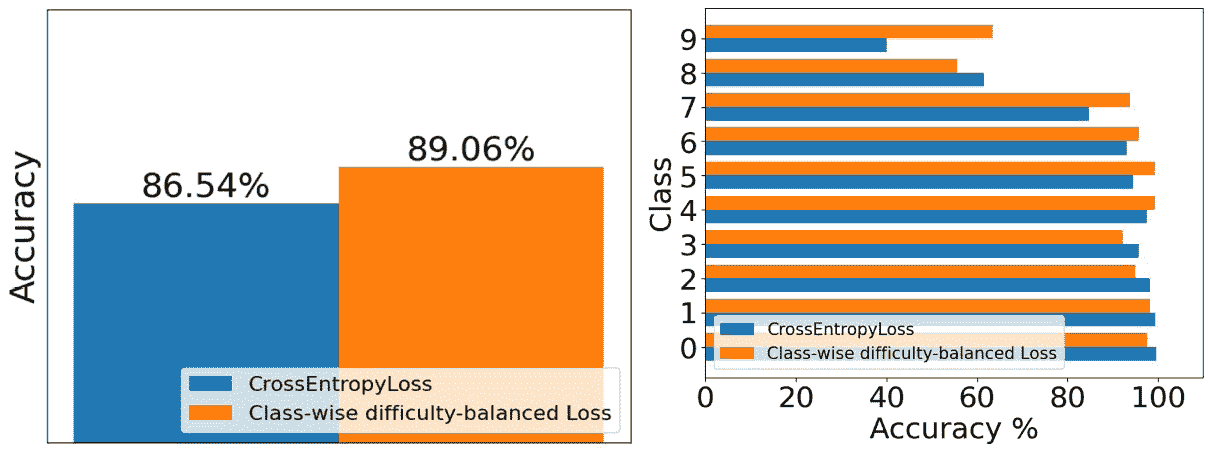 Accuracy
86.54%
89.06%
CrossEntropyLoss
Class-wise difficulty-balanced Loss
Class
9
8
7
6
5
4
3
2
1
0
CrossEntropyLoss
Class-wise difficulty-balanced Loss
0 20 40 60 80 100
Accuracy %